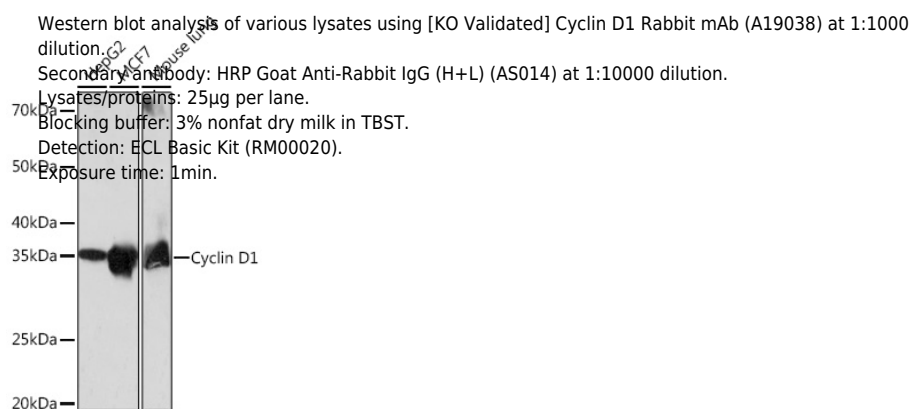 Western blot analysis of various lysates using [KO Validated] Cyclin D1 Rabbit mAb (A19038) at 1:1000
dilution.
Secondary antibody: HRP Goat Anti-Rabbit IgG (H+L) (AS014) at 1:10000 dilution.
Lysates/proteins: 25μg per lane.
Blocking buffer: 3% nonfat dry milk in TBST.
Detection: ECL Basic Kit (RM00020).
Exposure time: 1min.
HepG2
MCF7
Mouse lung
70kDa
50kDa
40kDa
35kDa
Cyclin D1
25kDa
20kDa